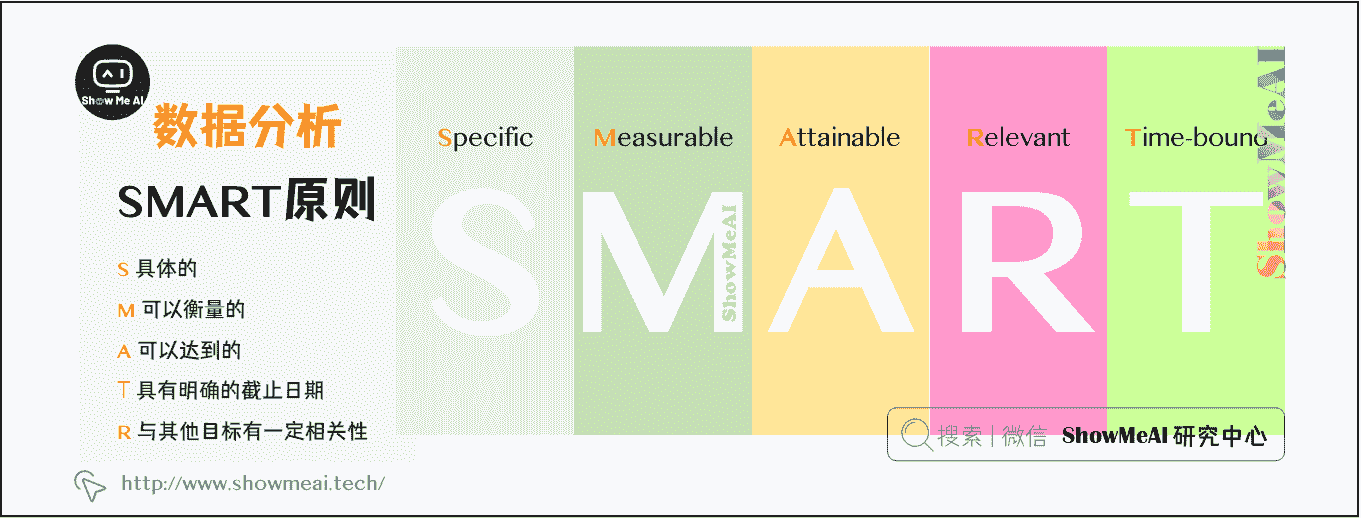 Show Me AI
数据分析
SMART原则
S 具体的
M 可以衡量的
A 可以达到的
T 具有明确的截止日期
R 与其他目标有一定相关性
http://www.showmeai.tech/
Specific
Measurable
Attainable
Relevant
Time-bound
S
M
A
R
T
ShowMeAI
ShowMeAI
搜索 | 微信 ShowMeAI 研究中心